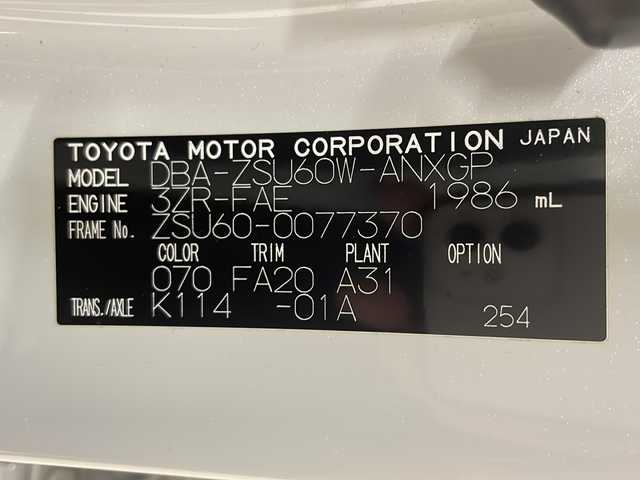 TOYOTA MOTOR CORPORATION JAPAN
MODEL DBA-ZSU60W-ANXGP
ENGINE 3ZR-FAE 1986 mL
FRAME No. ZSU60-0077370
COLOR TRIM PLANT OPTION
070 FA20 A31
TRANS./AXLE K114 -01A
254